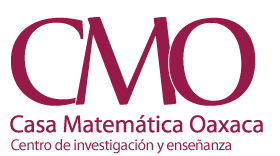 CMO
Casa Matemática Oaxaca
Centro de investigación y enseñanza